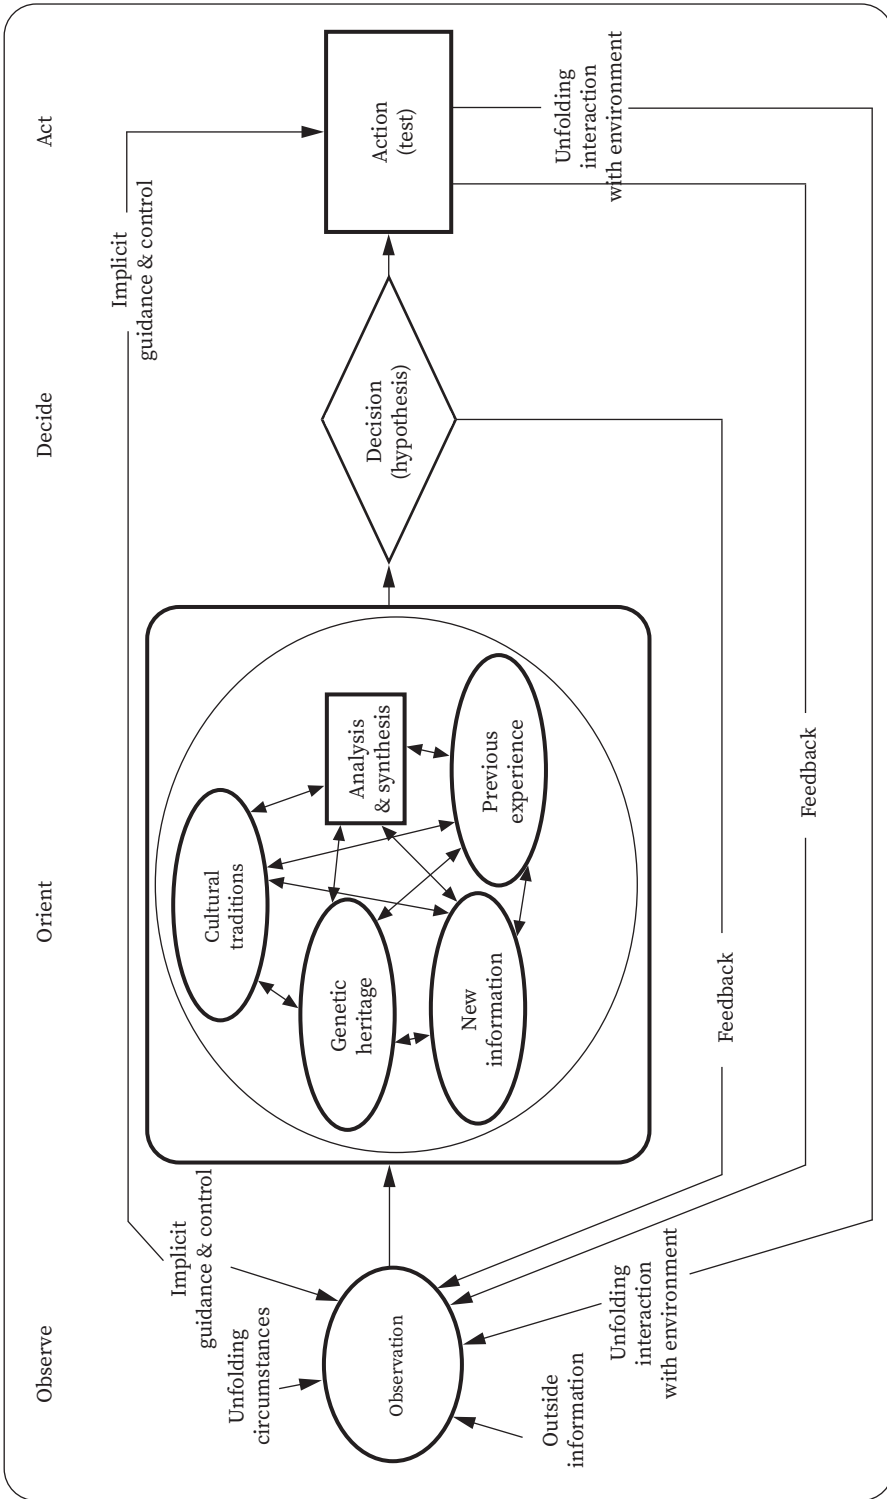 Observe
Orient
Decide
Act
Implicit
guidance & control
Implicit
guidance & control
Unfolding
circumstances
Observation
Outside
information
Unfolding
interaction
with environment
Cultural
traditions
Genetic
heritage
New
information
Previous
experience
Analysis
& synthesis
Decision
(hypothesis)
Action
(test)
Unfolding
interaction
with environment
Feedback
Feedback